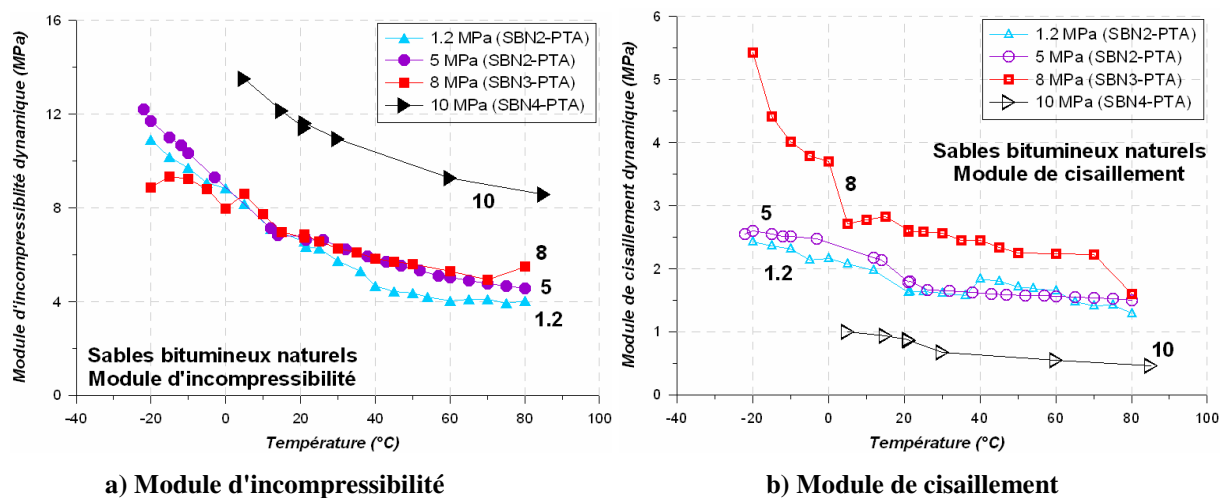 16
12
8
4
0
-40
-20
0
20
40
60
80
100
Module d'incompressiblité dynamique (MPa)
Température (°C)
1.2 MPa (SBN2-PTA)
5 MPa (SBN2-PTA)
8 MPa (SBN3-PTA)
10 MPa (SBN4-PTA)
10
8
5
1.2
Sables bitumineux naturels
Module d'incompressibilité
a) Module d'incompressibilité
6
5
4
3
2
1
0
-40
-20
0
20
40
60
80
100
Module de cisaillement dynamique (MPa)
Température (°C)
1.2 MPa (SBN2-PTA)
5 MPa (SBN2-PTA)
8 MPa (SBN3-PTA)
10 MPa (SBN4-PTA)
Sables bitumineux naturels
Module de cisaillement
8
5
1.2
10
b) Module de cisaillement